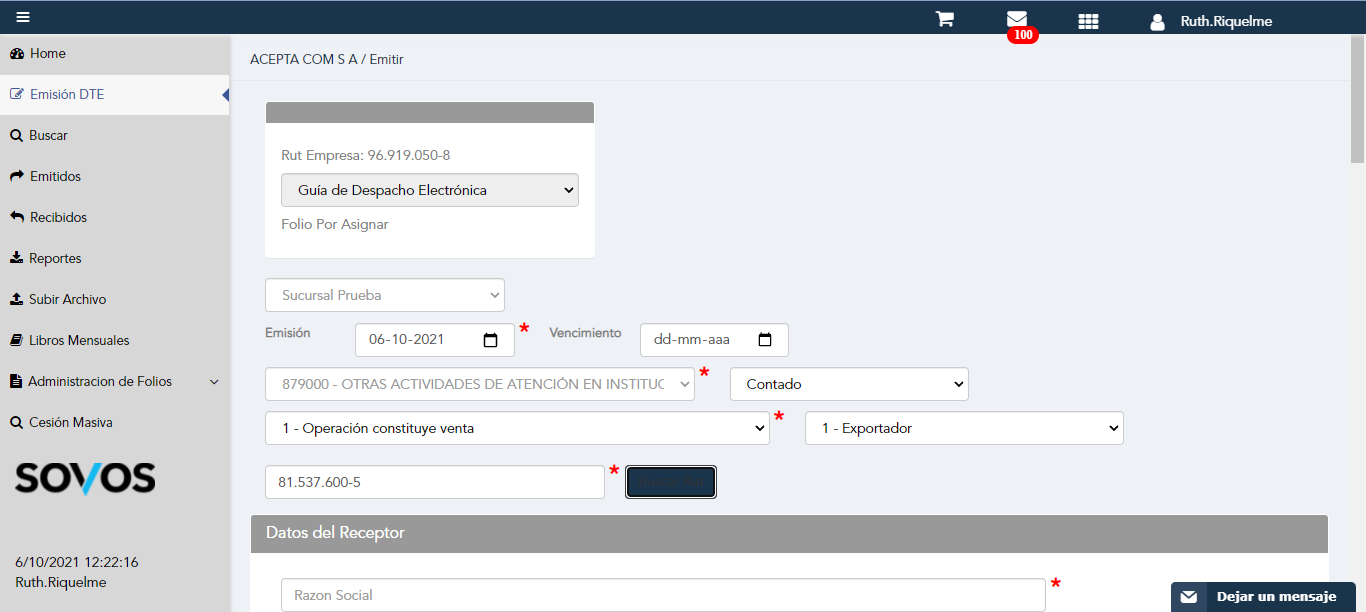 100
Ruth.Riquelme
Home
Emisión DTE
Buscar
Emitidos
Recibidos
Reportes
Subir Archivo
Libros Mensuales
Administracion de Folios
Cesión Masiva
SOVOS
6/10/2021 12:22:16
Ruth.Riquelme
ACEPTA COM S A / Emitir
Rut Empresa: 96.919.050-8
Guía de Despacho Electrónica
Folio Por Asignar
Sucursal Prueba
Emisión 06-10-2021 * Vencimiento dd-mm-aaa
879000 - OTRAS ACTIVIDADES DE ATENCIÓN EN INSTITUC * Contado
1 - Operación constituye venta * 1 - Exportador
81.537.600-5 *
Datos del Receptor
Razon Social *
Dejar un mensaje